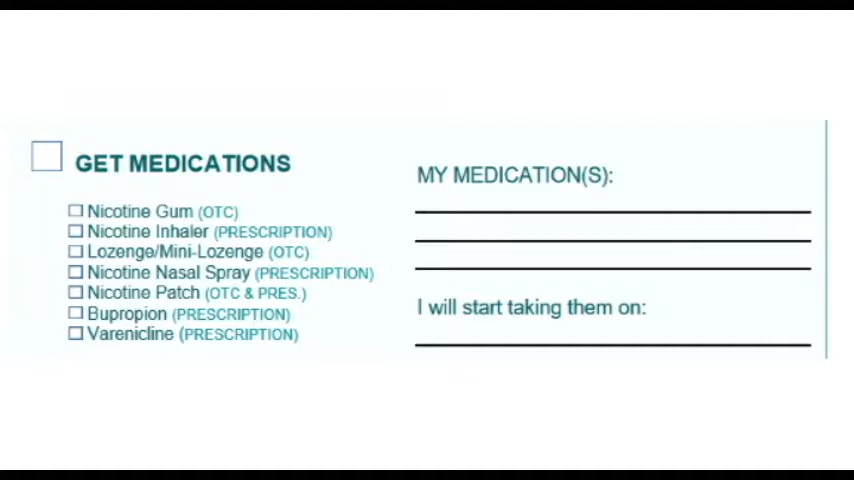 GET MEDICATIONS
Nicotine Gum (OTC)
Nicotine Inhaler (PRESCRIPTION)
Lozenge/Mini-Lozenge (OTC)
Nicotine Nasal Spray (PRESCRIPTION)
Nicotine Patch (OTC & PRES.)
Bupropion (PRESCRIPTION)
Varenicline (PRESCRIPTION)
MY MEDICATION(S):
I will start taking them on: